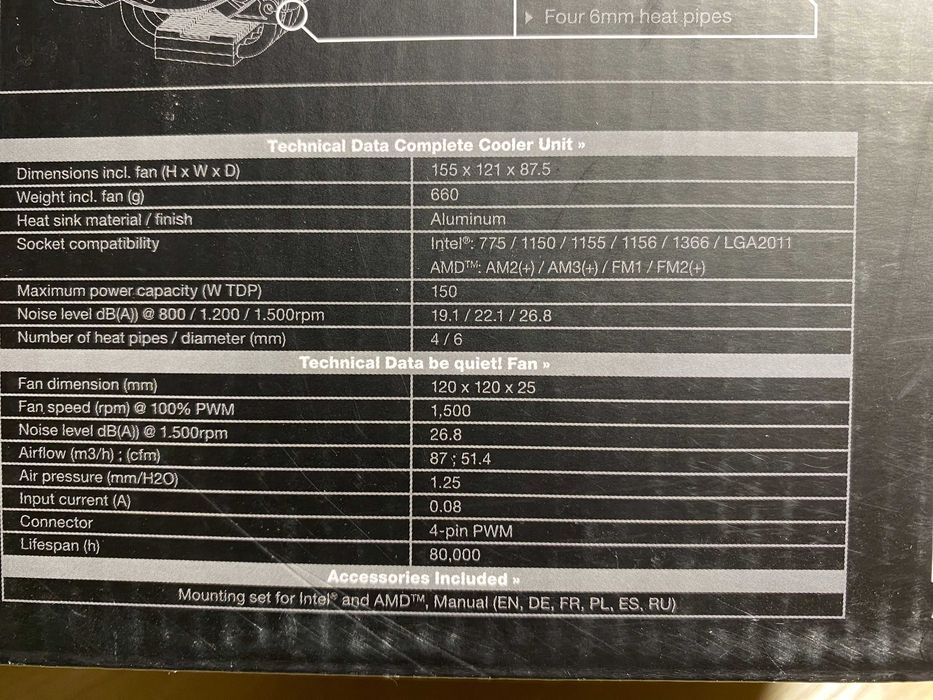 ▶ Four 6mm heat pipes
Technical Data Complete Cooler Unit »
Dimensions incl. fan (H x W x D) 155 x 121 x 87.5
Weight incl. fan (g) 660
Heat sink material / finish Aluminum
Socket compatibility Intel®: 775 / 1150 / 1155 / 1156 / 1366 / LGA2011
AMD™: AM2(+) / AM3(+) / FM1 / FM2(+)
Maximum power capacity (W TDP) 150
Noise level dB(A)) @ 800 / 1.200 / 1.500rpm 19.1 / 22.1 / 26.8
Number of heat pipes / diameter (mm) 4 / 6
Technical Data be quiet! Fan »
Fan dimension (mm) 120 x 120 x 25
Fan speed (rpm) @ 100% PWM 1,500
Noise level dB(A)) @ 1.500rpm 26.8
Airflow (m3/h) ; (cfm) 87 ; 51.4
Air pressure (mm/H2O) 1.25
Input current (A) 0.08
Connector 4-pin PWM
Lifespan (h) 80,000
Accessories Included »
Mounting set for Intel® and AMD™, Manual (EN, DE, FR, PL, ES, RU)